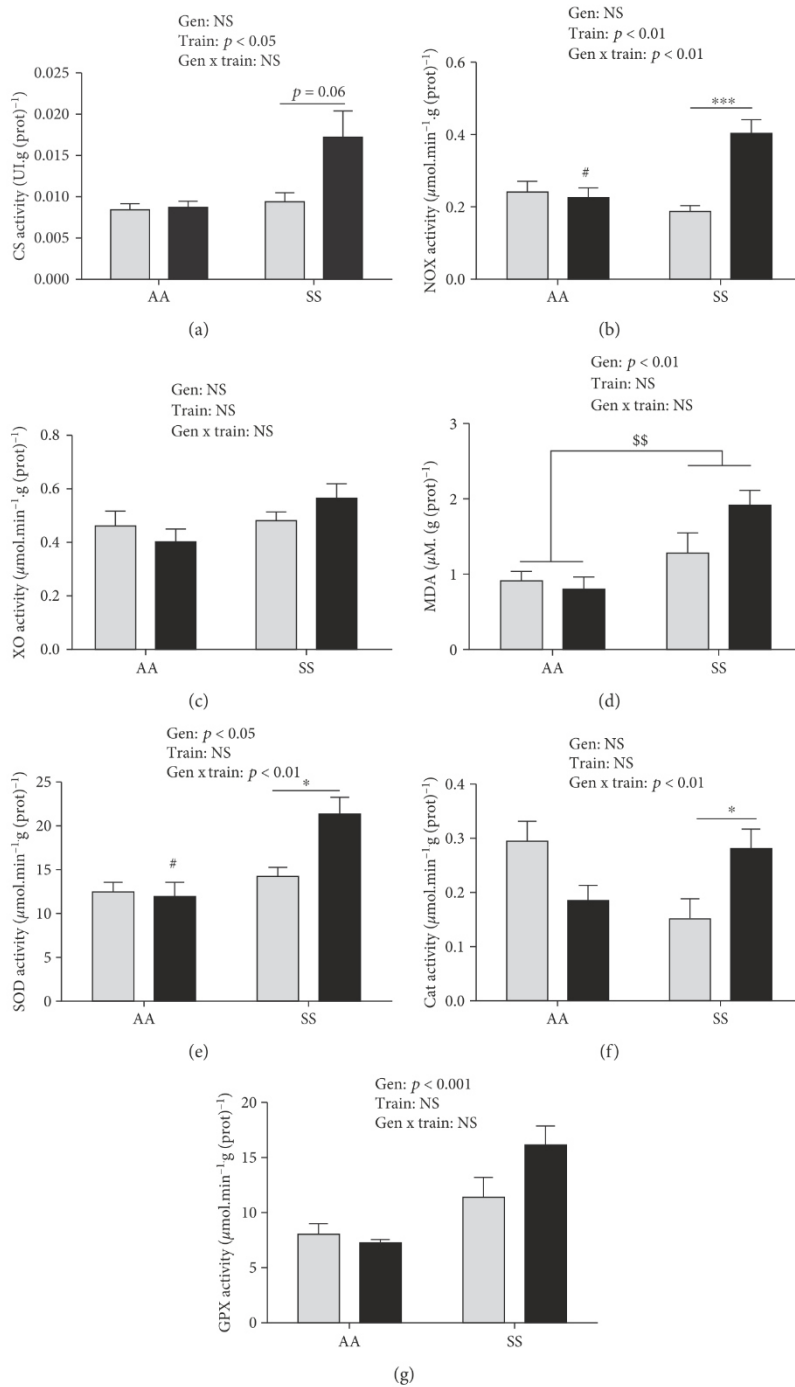 Gen: NS
Train: p < 0.05
Gen x train: NS
CS activity (UI.g (prot)⁻¹
0.025
0.020
0.015
0.010
0.005
0.000
p = 0.06
AA
SS
(a)
Gen: NS
Train: p < 0.01
Gen x train: p < 0.01
NOX activity (µmol.min⁻¹.g (prot)⁻¹
0.6
0.4
0.2
0.0
#
***
AA
SS
(b)
Gen: NS
Train: NS
Gen x train: NS
XO activity (µmol.min⁻¹.g (prot)⁻¹
0.8
0.6
0.4
0.2
0.0
AA
SS
(c)
Gen: p < 0.01
Train: NS
Gen x train: NS
MDA (µM. (g (prot)⁻¹
3
2
1
0
$$
AA
SS
(d)
Gen: p < 0.05
Train: NS
Gen x train: p < 0.01
SOD activity (µmol.min⁻¹.g (prot)⁻¹
25
20
15
10
5
0
#
*
AA
SS
(e)
Gen: NS
Train: NS
Gen x train: p < 0.01
Cat activity (µmol.min⁻¹.g (prot)⁻¹
0.4
0.3
0.2
0.1
0.0
*
AA
SS
(f)
Gen: p < 0.001
Train: NS
Gen x train: NS
GPX activity (µmol.min⁻¹.g (prot)⁻¹
20
15
10
5
0
AA
SS
(g)